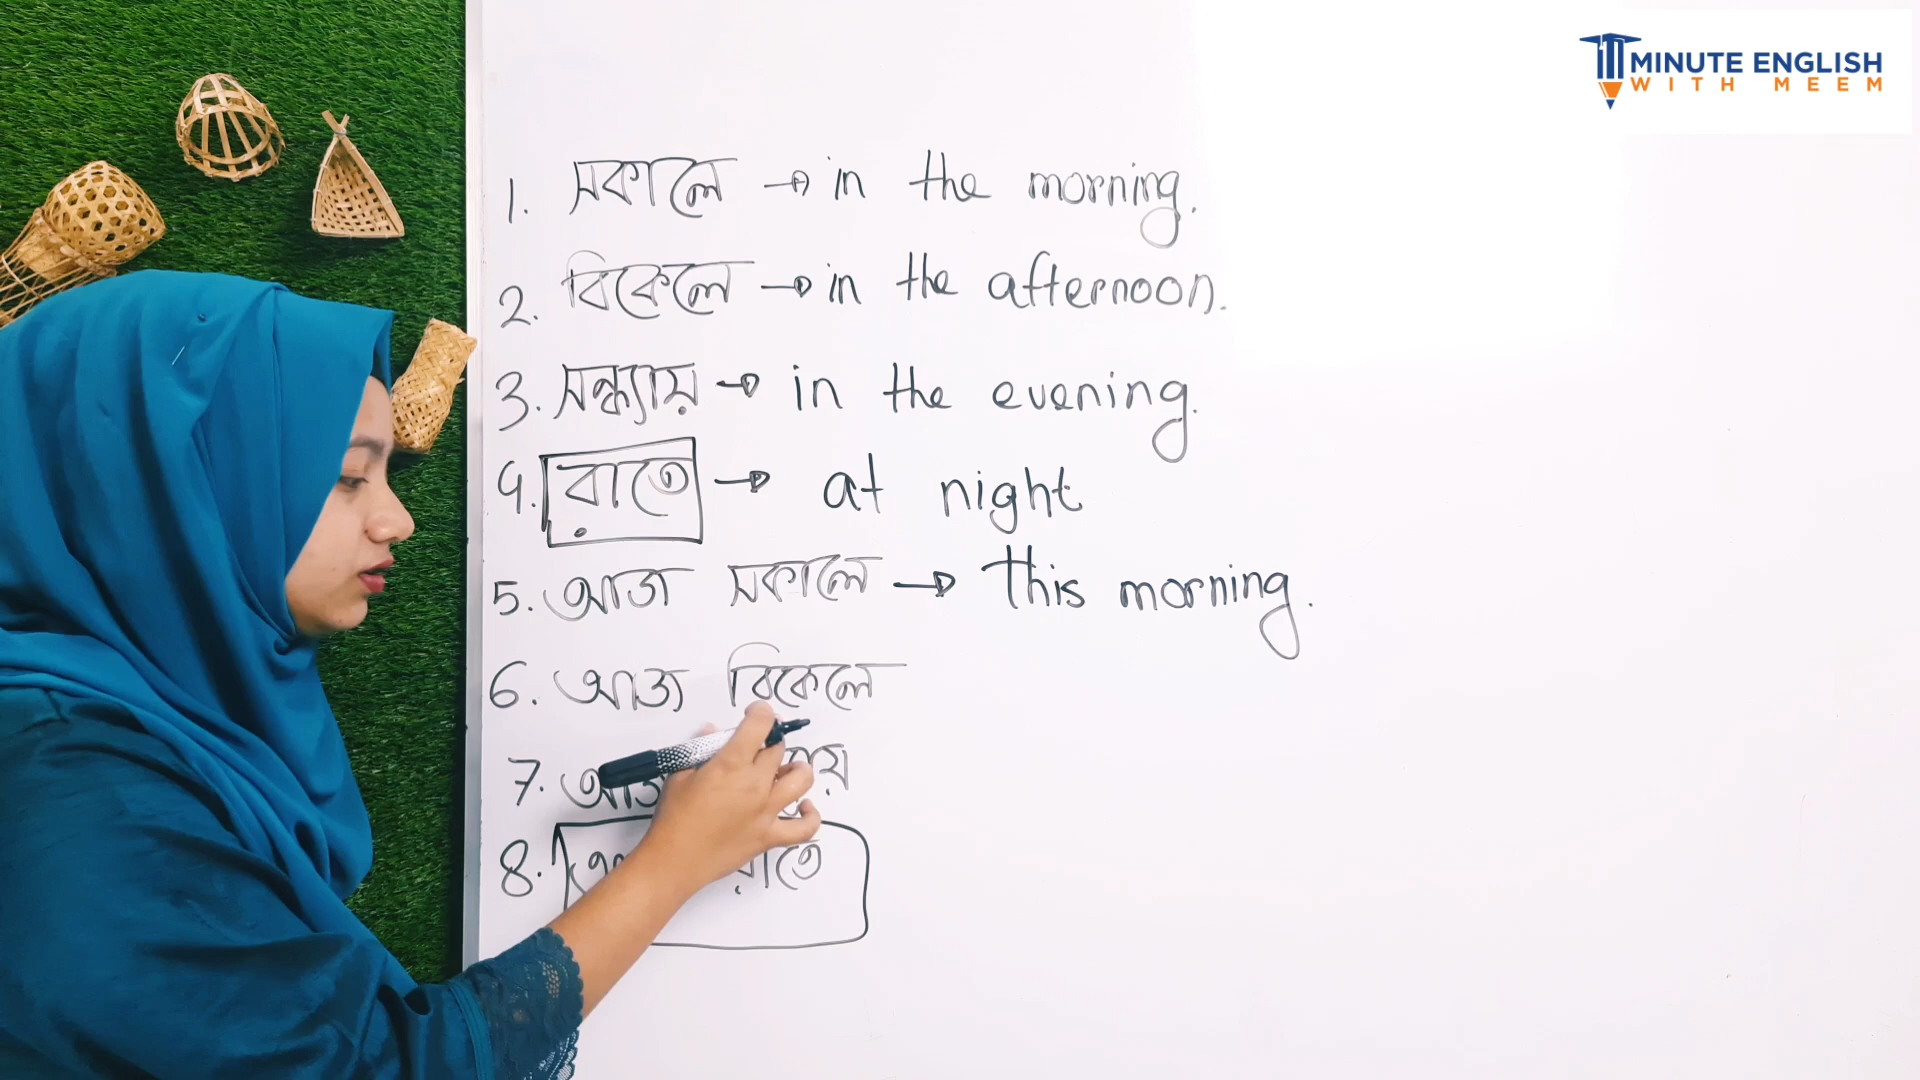 MINUTE ENGLISH
WITH MEEM
1. সকালে → in the morning.
2. বিকেলে → in the afternoon.
3. সন্ধ্যায় → in the evening.
4. রাতে → at night
5. আজ সকালে → this morning.
6. আজ বিকেলে
7. আজ
8. রাতে